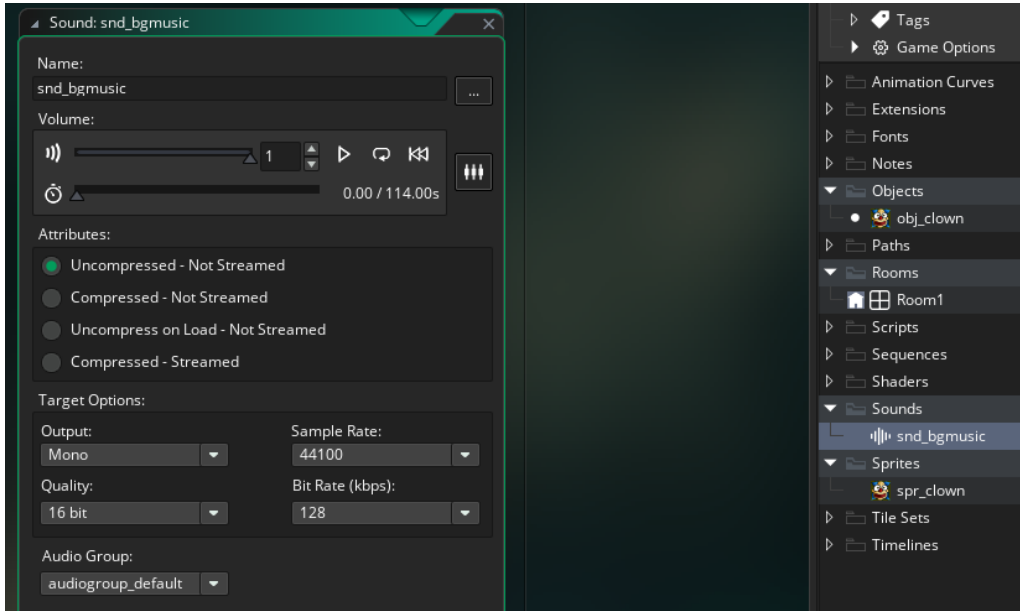 Sound: snd_bgmusic
Name:
snd_bgmusic
...
Volume:
1
0.00 / 114.00s
Attributes:
Uncompressed - Not Streamed
Compressed - Not Streamed
Uncompress on Load - Not Streamed
Compressed - Streamed
Target Options:
Output:
Sample Rate:
Mono
44100
Quality:
Bit Rate (kbps):
16 bit
128
Audio Group:
audiogroup_default
Tags
Game Options
Animation Curves
Extensions
Fonts
Notes
Objects
obj_clown
Paths
Rooms
Room1
Scripts
Sequences
Shaders
Sounds
snd_bgmusic
Sprites
spr_clown
Tile Sets
Timelines